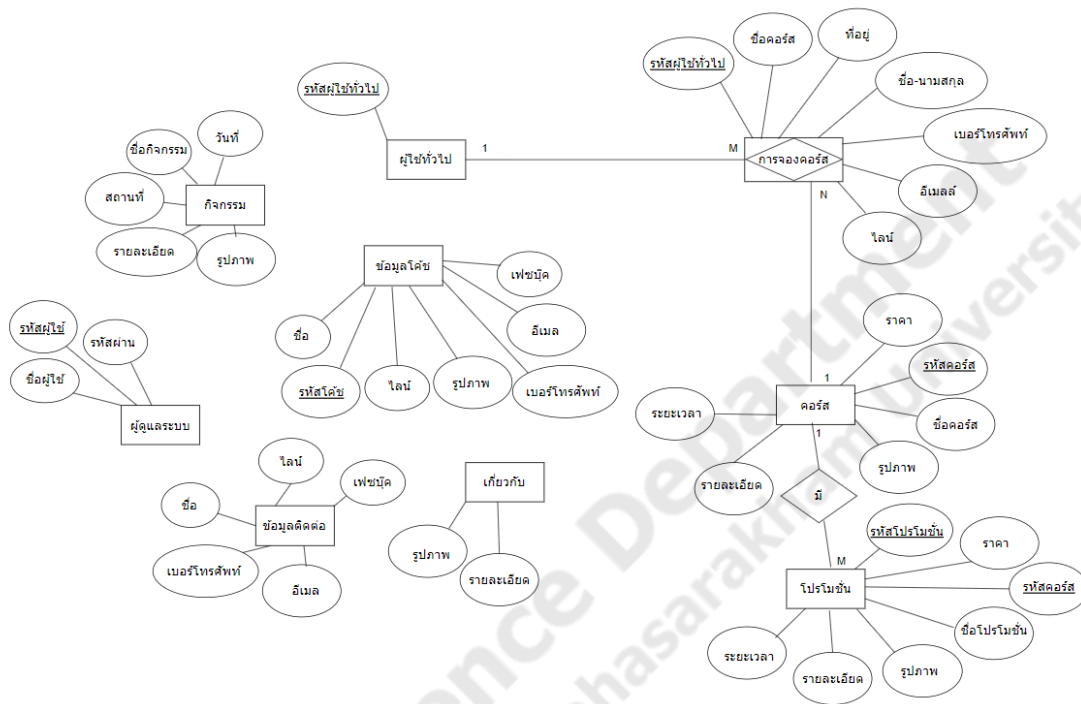 ชื่อคอร์ส
ที่อยู่
รหัสผู้ใช้ทั่วไป
ชื่อ-นามสกุล
รหัสผู้ใช้ทั่วไป
เบอร์โทรศัพท์
วันที่
ชื่อกิจกรรม
ผู้ใช้ทั่วไป
1
M
การจองคอร์ส
สถานที่
กิจกรรม
N
อีเมลล์
รายละเอียด
รูปภาพ
ไลน์
ข้อมูลโค้ช
เฟซบุ๊ค
ชื่อ
อีเมล
รหัสโค้ช
ไลน์
รูปภาพ
เบอร์โทรศัพท์
ราคา
รหัสผู้ใช้
รหัสผ่าน
รหัสคอร์ส
ชื่อผู้ใช้
1
ระยะเวลา
คอร์ส
ชื่อคอร์ส
ผู้ดูแลระบบ
1
รายละเอียด
รูปภาพ
ไลน์
เฟซบุ๊ค
เกี่ยวกับ
มี
ชื่อ
ข้อมูลติดต่อ
รหัสโปรโมชั่น
ราคา
รูปภาพ
เบอร์โทรศัพท์
อีเมล
รายละเอียด
M
รหัสคอร์ส
โปรโมชั่น
ชื่อโปรโมชั่น
ระยะเวลา
รายละเอียด
รูปภาพ
ence Department
hasarakham Universit